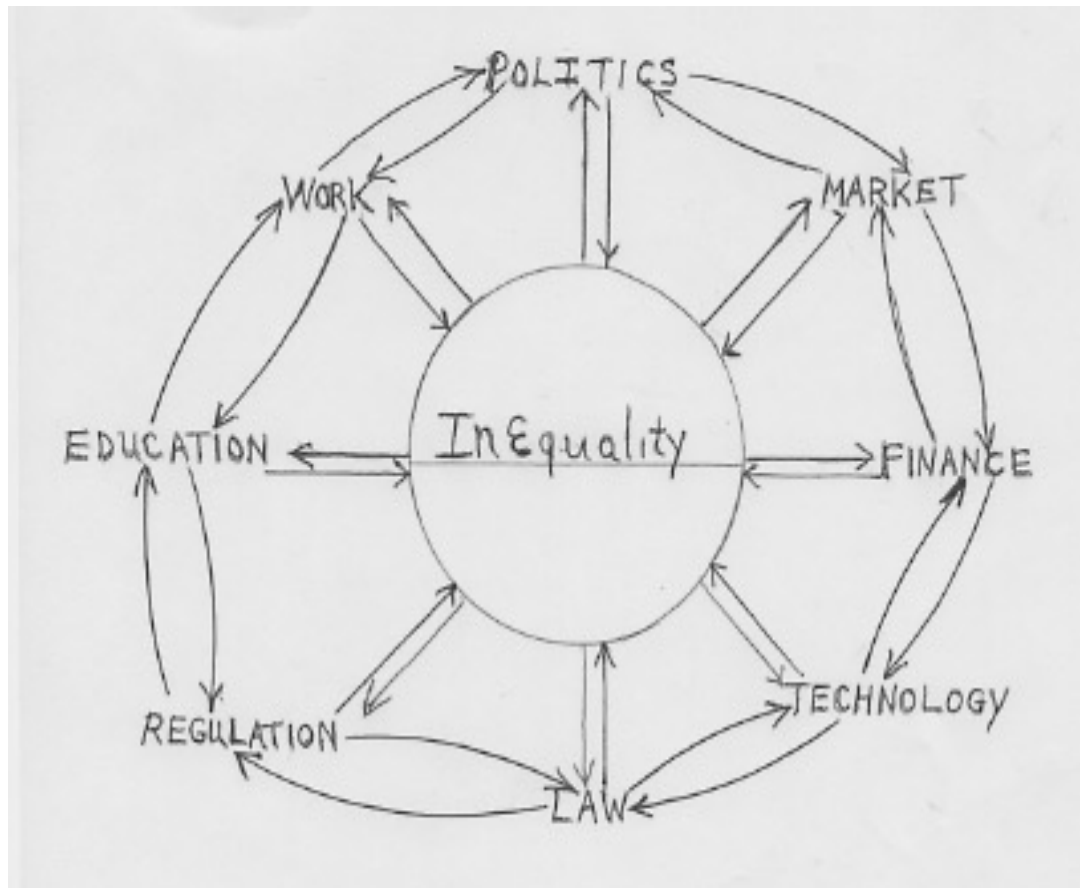 POLITICS
WORK
MARKET
InEquality
EDUCATION
FINANCE
TECHNOLOGY
REGULATION
LAW